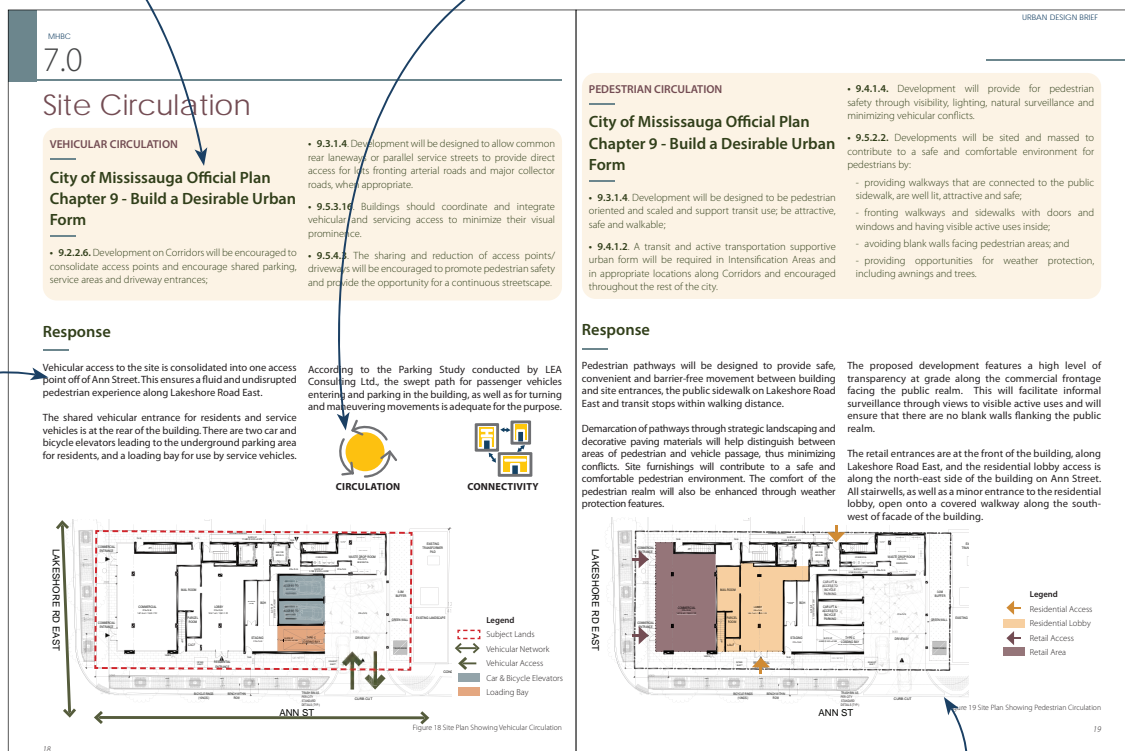 MHBC
7.0
Site Circulation
VEHICULAR CIRCULATION
City of Mississauga Official Plan
Chapter 9 - Build a Desirable Urban
Form
• 9.2.2.6. Development on Corridors will be encouraged to
consolidate access points and encourage shared parking,
service areas and driveway entrances;
• 9.3.1.4. Development will be designed to allow common
rear laneways or parallel service streets to provide direct
access for lots fronting arterial roads and major collector
roads, when appropriate.
• 9.5.3.16. Buildings should coordinate and integrate
vehicular and servicing access to minimize their visual
prominence.
• 9.5.4.3. The sharing and reduction of access points/
driveways will be encouraged to promote pedestrian safety
and provide the opportunity for a continuous streetscape.
Response
Vehicular access to the site is consolidated into one access
point off of Ann Street. This ensures a fluid and undisrupted
pedestrian experience along Lakeshore Road East.
The shared vehicular entrance for residents and service
vehicles is at the rear of the building. There are two car and
bicycle elevators leading to the underground parking area
for residents, and a loading bay for use by service vehicles.
According to the Parking Study conducted by LEA
Consulting Ltd., the swept path for passenger vehicles
entering and parking in the building, as well as for turning
and maneuvering movements is adequate for the purpose.
CIRCULATION
CONNECTIVITY
LAKESHORE RD EAST
ANN ST
Legend
Subject Lands
Vehicular Network
Vehicular Access
Car & Bicycle Elevators
Loading Bay
Figure 18 Site Plan Showing Vehicular Circulation
18
URBAN DESIGN BRIEF
PEDESTRIAN CIRCULATION
City of Mississauga Official Plan
Chapter 9 - Build a Desirable Urban
Form
• 9.3.1.4. Development will be designed to be pedestrian
oriented and scaled and support transit use; be attractive,
safe and walkable;
• 9.4.1.2. A transit and active transportation supportive
urban form will be required in Intensification Areas and
in appropriate locations along Corridors and encouraged
throughout the rest of the city.
• 9.4.1.4. Development will provide for pedestrian
safety through visibility, lighting, natural surveillance and
minimizing vehicular conflicts.
• 9.5.2.2. Developments will be sited and massed to
contribute to a safe and comfortable environment for
pedestrians by:
- providing walkways that are connected to the public
sidewalk, are well lit, attractive and safe;
- fronting walkways and sidewalks with doors and
windows and having visible active uses inside;
- avoiding blank walls facing pedestrian areas; and
- providing opportunities for weather protection,
including awnings and trees.
Response
Pedestrian pathways will be designed to provide safe,
convenient and barrier-free movement between building
and site entrances, the public sidewalk on Lakeshore Road
East and transit stops within walking distance.
Demarcation of pathways through strategic landscaping and
decorative paving materials will help distinguish between
areas of pedestrian and vehicle passage, thus minimizing
conflicts. Site furnishings will contribute to a safe and
comfortable pedestrian environment. The comfort of the
pedestrian realm will also be enhanced through weather
protection features.
The proposed development features a high level of
transparency at grade along the commercial frontage
facing the public realm. This will facilitate informal
surveillance through views to visible active uses and will
ensure that there are no blank walls flanking the public
realm.
The retail entrances are at the front of the building, along
Lakeshore Road East, and the residential lobby access is
along the north-east side of the building on Ann Street.
All stairwells, as well as a minor entrance to the residential
lobby, open onto a covered walkway along the south-
west of facade of the building.
LAKESHORE RD EAST
ANN ST
Legend
Residential Access
Residential Lobby
Retail Access
Retail Area
Figure 19 Site Plan Showing Pedestrian Circulation
19